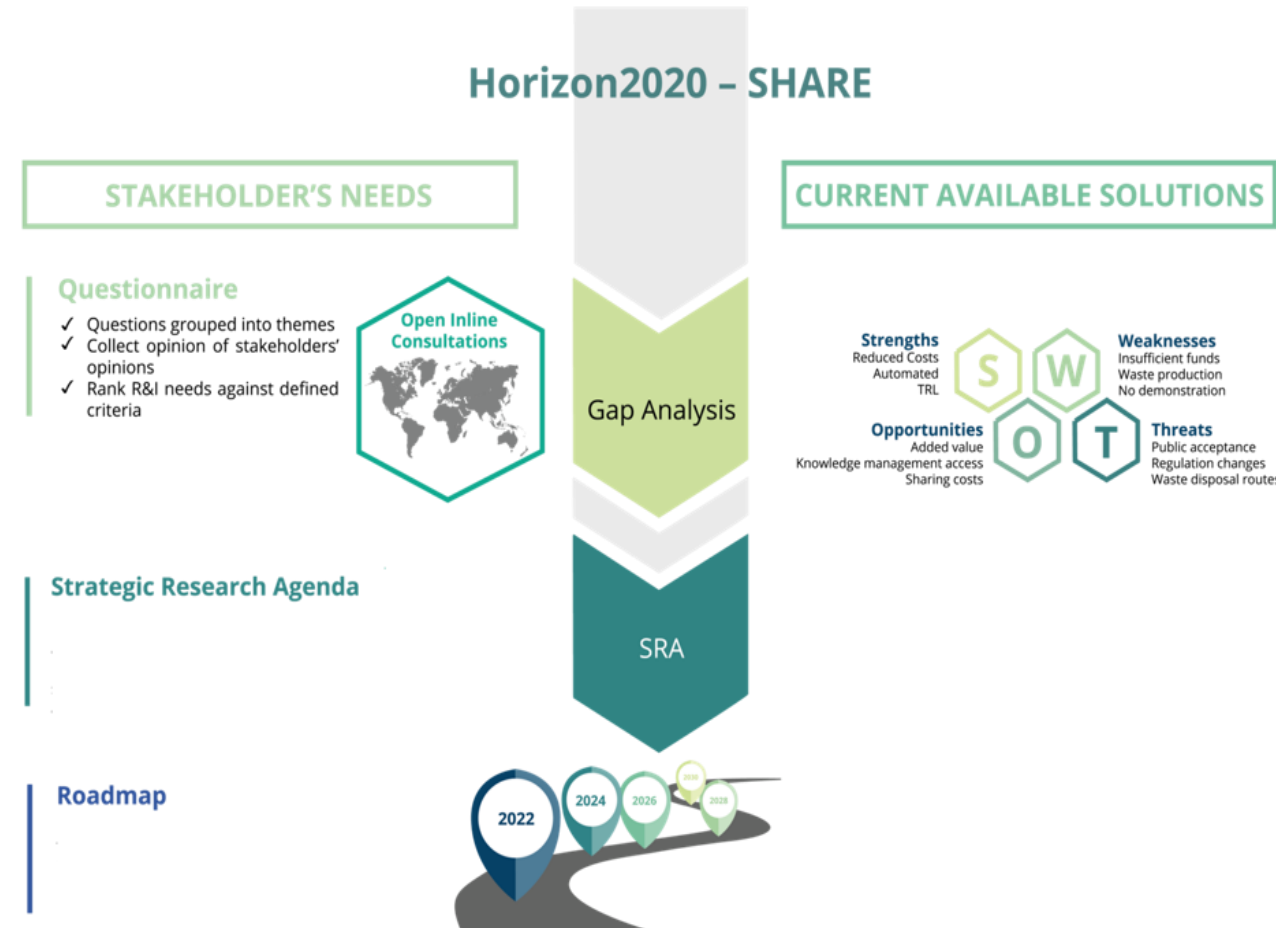 Horizon2020 – SHARE
STAKEHOLDER'S NEEDS
CURRENT AVAILABLE SOLUTIONS
Questionnaire
✓ Questions grouped into themes
✓ Collect opinion of stakeholders'
opinions
✓ Rank R&I needs against defined
criteria
Open Inline
Consultations
Gap Analysis
Strengths
Reduced Costs
Automated
TRL
S
W
Weaknesses
Insufficient funds
Waste production
No demonstration
Opportunities
Added value
Knowledge management access
Sharing costs
O
T
Threats
Public acceptance
Regulation changes
Waste disposal routes
Strategic Research Agenda
SRA
Roadmap
2022
2024
2026
2030
2028